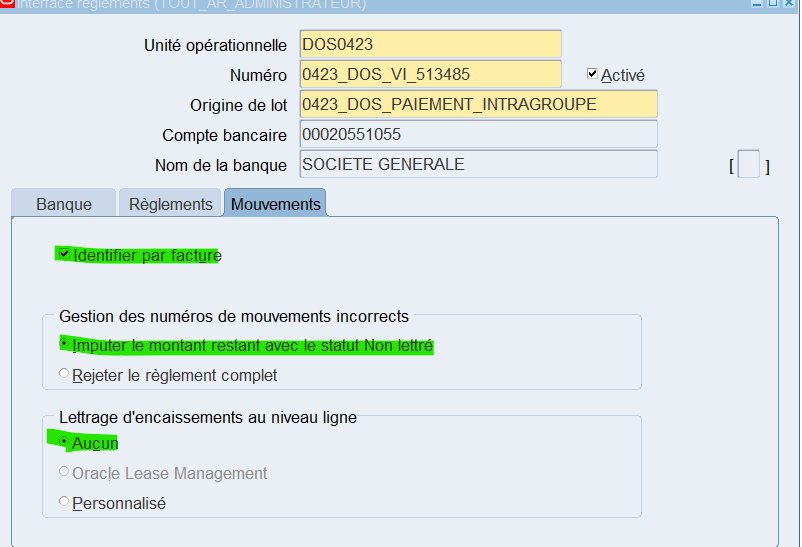 Interface règlements (TOUT_AR_ADMINISTRATEUR)
Unité opérationnelle DOS0423
Numéro 0423_DOS_VI_513485 Activé
Origine de lot 0423_DOS_PAIEMENT_INTRAGROUPE
Compte bancaire 00020551055
Nom de la banque SOCIETE GENERALE [ ]
Banque Règlements Mouvements
Identifier par facture
Gestion des numéros de mouvements incorrects
Imputer le montant restant avec le statut Non lettré
Rejeter le règlement complet
Lettrage d'encaissements au niveau ligne
Aucun
Oracle Lease Management
Personnalisé